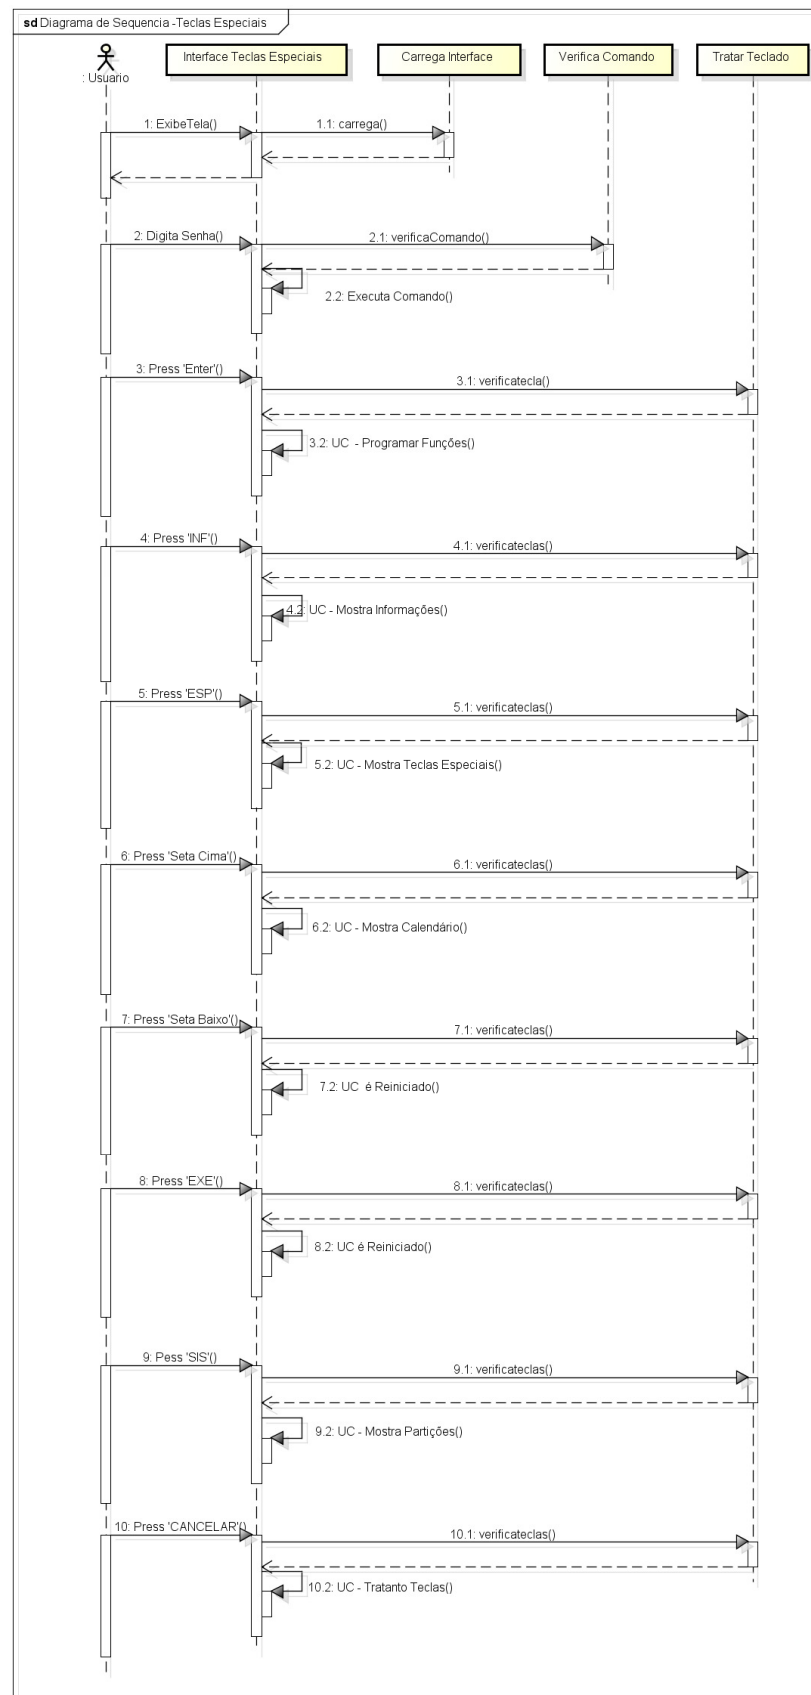 sd Diagrama de Sequencia -Teclas Especiais
: Usuario
Interface Teclas Especiais
Carrega Interface
Verifica Comando
Tratar Teclado
1: ExibeTela()
1.1: carrega()
2: Digita Senha()
2.1: verificaComando()
2.2: Executa Comando()
3: Press 'Enter'()
3.1: verificatecla()
3.2: UC - Programar Funções()
4: Press 'INF'()
4.1: verificateclas()
4.2: UC - Mostra Informações()
5: Press 'ESP'()
5.1: verificateclas()
5.2: UC - Mostra Teclas Especiais()
6: Press 'Seta Cima'()
6.1: verificateclas()
6.2: UC - Mostra Calendário()
7: Press 'Seta Baixo'()
7.1: verificateclas()
7.2: UC é Reiniciado()
8: Press 'EXE'()
8.1: verificateclas()
8.2: UC é Reiniciado()
9: Pess 'SIS'()
9.1: verificateclas()
9.2: UC - Mostra Partições()
10: Press 'CANCELAR'()
10.1: verificateclas()
10.2: UC - Tratanto Teclas()